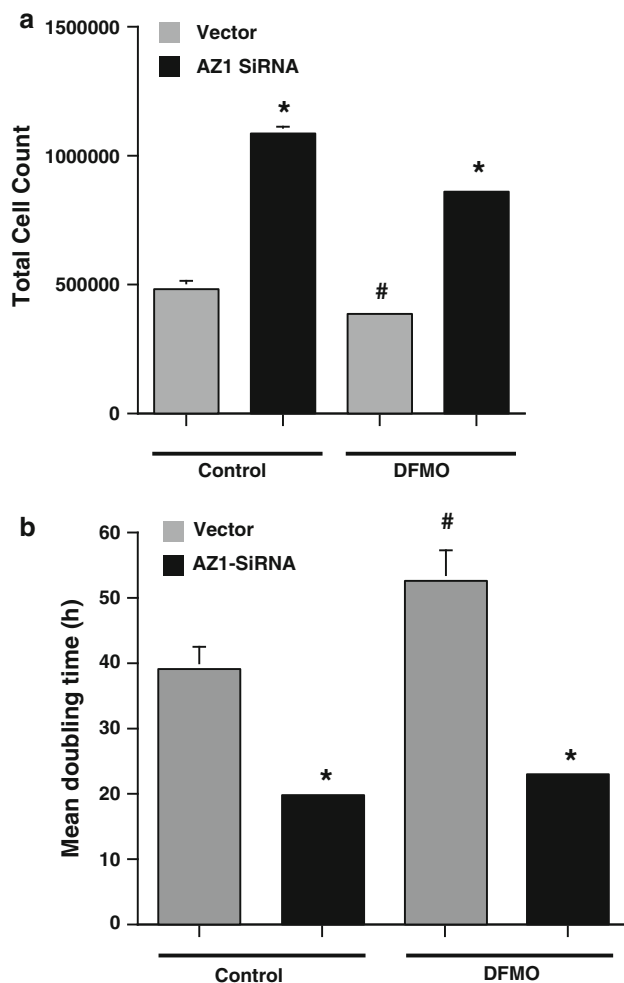 a
1500000
Vector
AZ1 SiRNA
*
1000000
*
Total Cell Count
500000
#
0
Control
DFMO
b
Vector
#
60
AZ1-SiRNA
50
Mean doubling time (h)
40
30
*
*
20
10
0
Control
DFMO